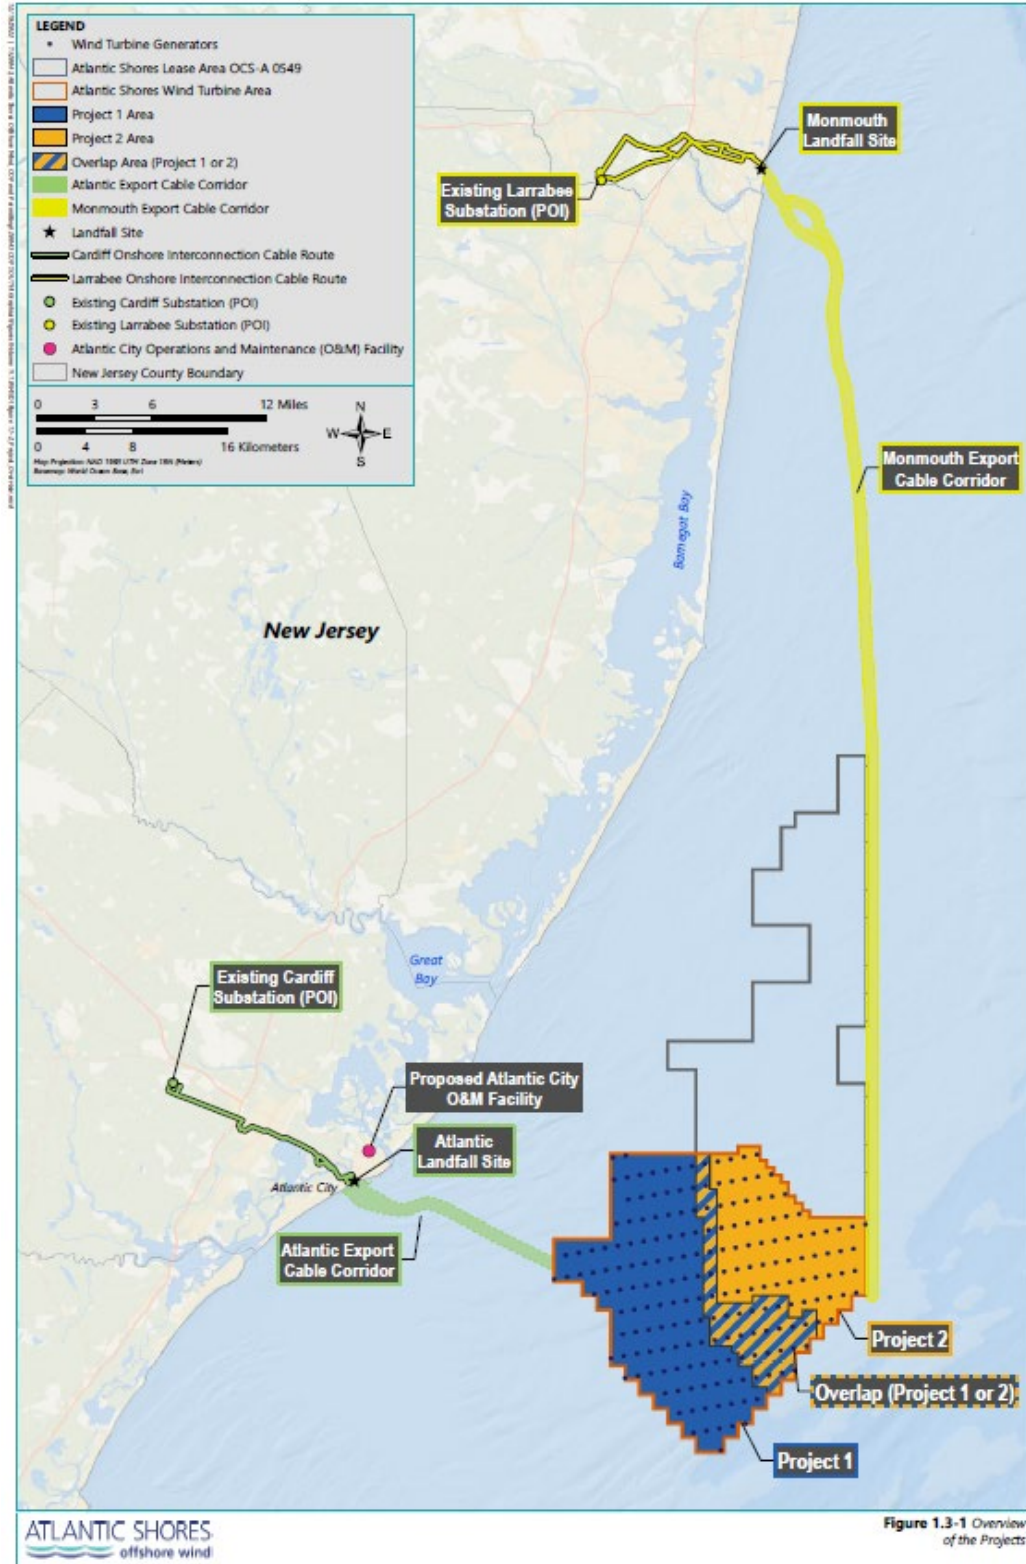 LEGEND
Wind Turbine Generators
Atlantic Shores Lease Area OCS-A 0549
Atlantic Shores Wind Turbine Area
Project 1 Area
Project 2 Area
Overlap Area (Project 1 or 2)
Atlantic Export Cable Corridor
Monmouth Export Cable Corridor
Landfall Site
Cardiff Onshore Interconnection Cable Route
Larrabee Onshore Interconnection Cable Route
Existing Cardiff Substation (POI)
Existing Larrabee Substation (POI)
Atlantic City Operations and Maintenance (O&M) Facility
New Jersey County Boundary
0 3 6 12 Miles
0 4 8 16 Kilometers
N
W E
S
Monmouth
Landfall Site
Existing Larrabee
Substation (POI)
Monmouth Export
Cable Corridor
Barnegat Bay
New Jersey
Great
Bay
Existing Cardiff
Substation (POI)
Proposed Atlantic City
O&M Facility
Atlantic
Landfall Site
Atlantic City
Atlantic Export
Cable Corridor
Project 2
Overlap (Project 1 or 2)
Project 1
ATLANTIC SHORES
offshore wind
Figure 1.3-1 Overview
of the Projects